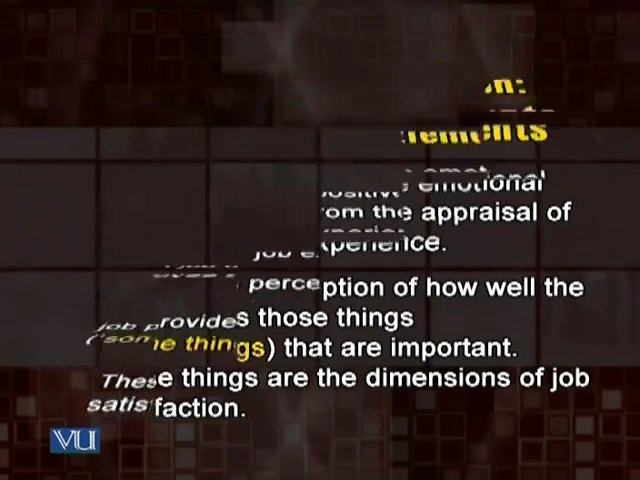 emotional
from the appraisal of
job experience.
perception of how well the
job provides those things
("some things) that are important.
These things are the dimensions of job
satisfaction.
VU